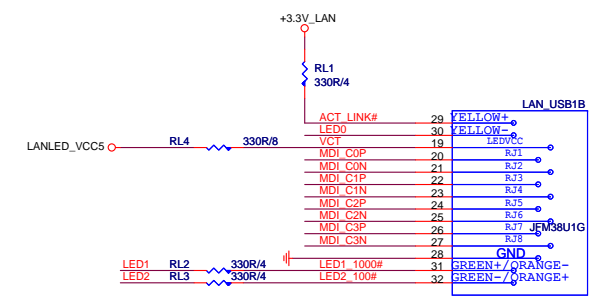 +3.3V_LAN
RL1
330R/4
LAN_USB1B
ACT_LINK# 29 YELLOW+
LED0 30 YELLOW-
LANLED_VCC5 RL4 330R/8 VCT 19 LEDVCC
MDI_C0P 20 RJ1
MDI_C0N 21 RJ2
MDI_C1P 22 RJ3
MDI_C1N 23 RJ4
MDI_C2P 24 RJ5
MDI_C2N 25 RJ6
MDI_C3P 26 RJ7 JFM38U1G
MDI_C3N 27 RJ8
28 GND
LED1 RL2 330R/4 LED1_1000# 31 GREEN+/ORANGE-
LED2 RL3 330R/4 LED2_100# 32 GREEN-/ORANGE+